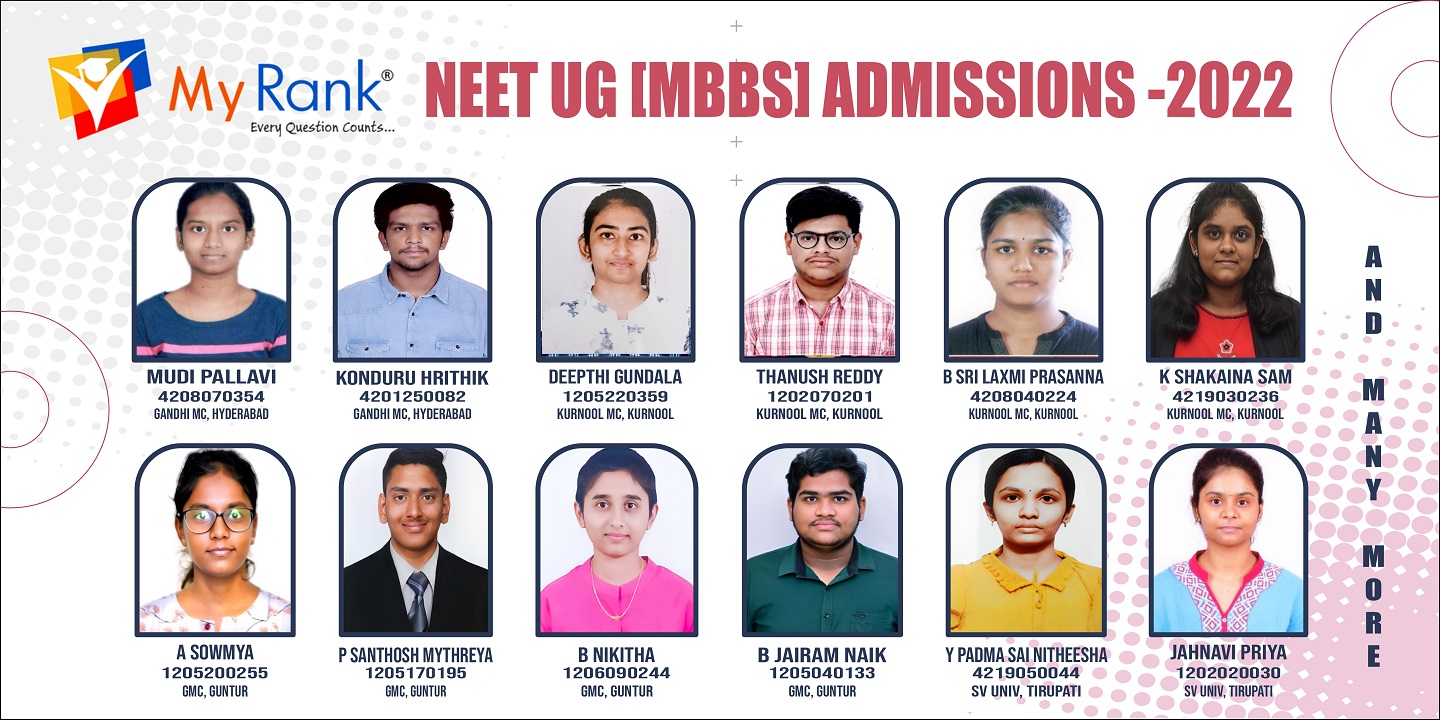 My Rank®
Every Question Counts...
NEET UG [MBBS] ADMISSIONS -2022
MUDI PALLAVI
4208070354
GANDHI MC, HYDERABAD
KONDURU HRITHIK
4201250082
GANDHI MC, HYDERABAD
DEEPTHI GUNDALA
1205220359
KURNOOL MC, KURNOOL
THANUSH REDDY
1202070201
KURNOOL MC, KURNOOL
B SRI LAXMI PRASANNA
4208040224
KURNOOL MC, KURNOOL
K SHAKAINA SAM
4219030236
KURNOOL MC, KURNOOL
A SOWMYA
1205200255
GMC, GUNTUR
P SANTHOSH MYTHREYA
1205170195
GMC, GUNTUR
B NIKITHA
1206090244
GMC, GUNTUR
B JAIRAM NAIK
1205040133
GMC, GUNTUR
Y PADMA SAI NITHEESHA
4219050044
SV UNIV, TIRUPATI
JAHNAVI PRIYA
1202020030
SV UNIV, TIRUPATI
AND MANY MORE